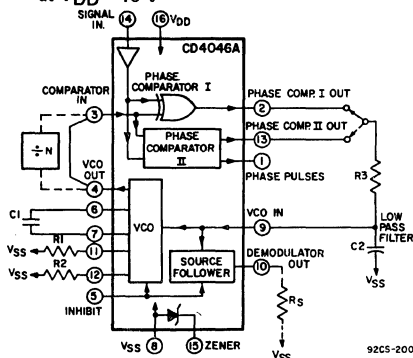 at VDD
SIGNAL IN.
14
16 VDD
CD4046A
PHASE COMPARATOR I
COMPARATOR IN
3
2 PHASE COMP. I OUT
13 PHASE COMP. II OUT
PHASE COMPARATOR II
1
PHASE PULSES
÷ N
VCO OUT
4
R3
C1
6
7
VCO
VCO IN
9
LOW PASS FILTER
R1
VSS
11
R2
VSS
12
SOURCE FOLLOWER
DEMODULATOR OUT
10
C2
VSS
5
INHIBIT
RS
VSS
VSS 8
15 ZENER
92CS-200